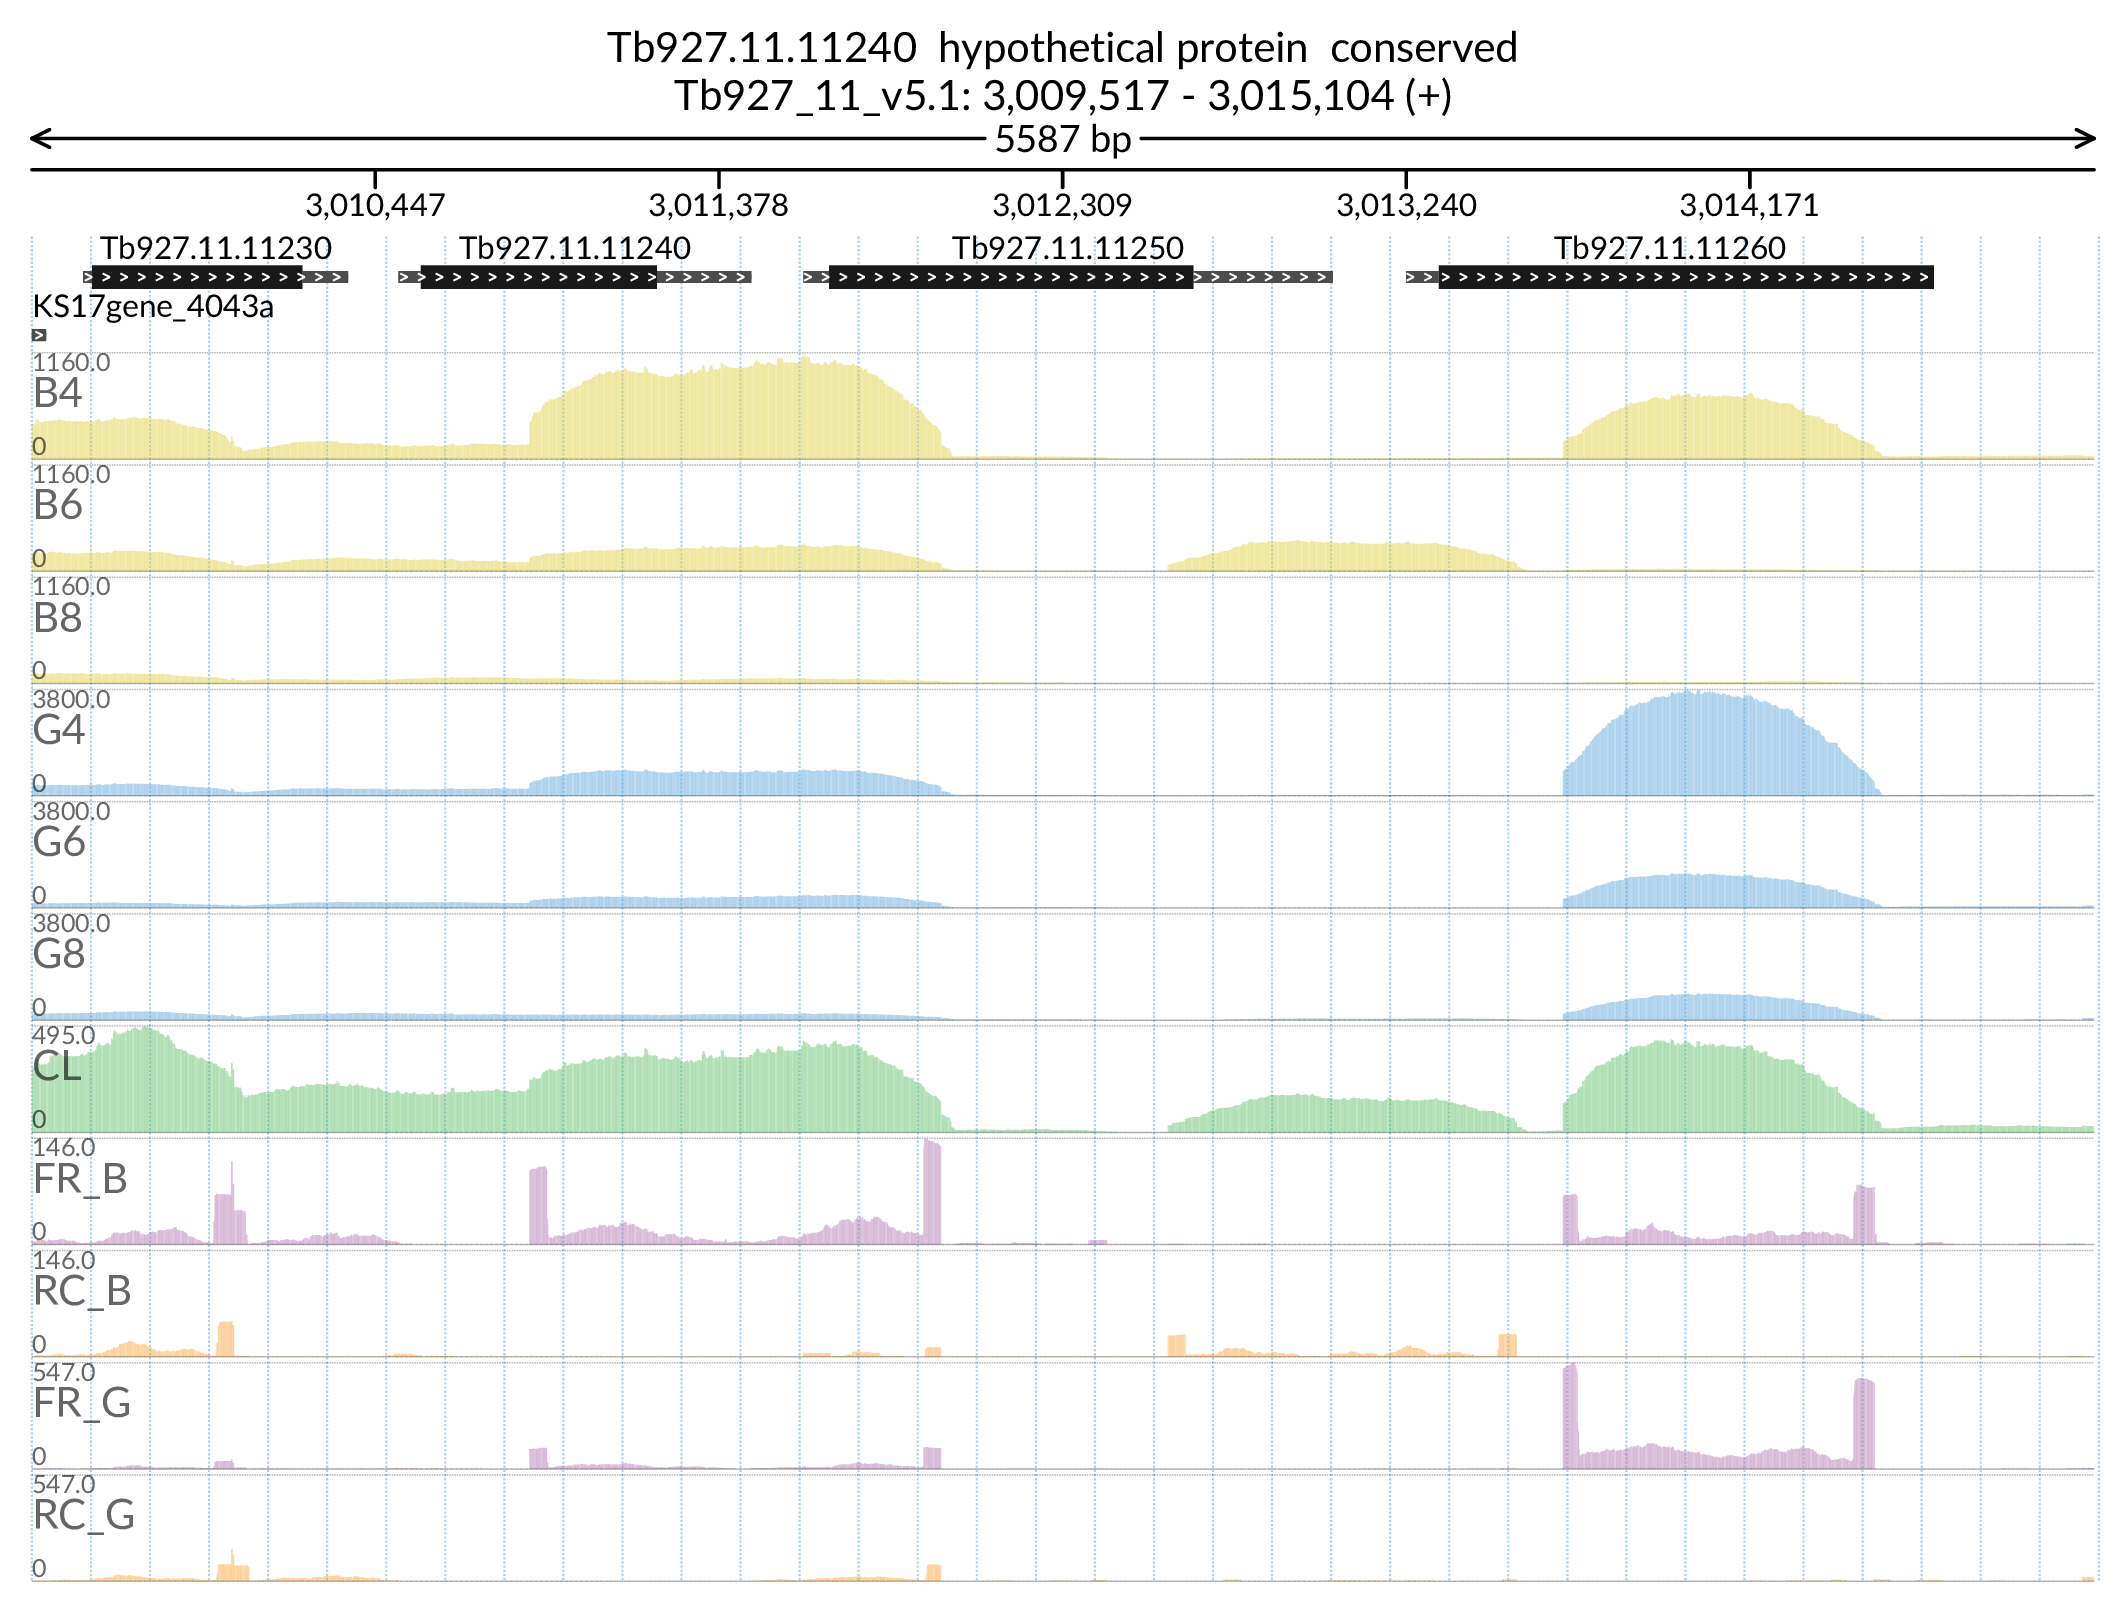 Tb927.11.11240 hypothetical protein conserved
Tb927_11_v5.1: 3,009,517 - 3,015,104 (+)
5587 bp
3,010,447 3,011,378 3,012,309 3,013,240 3,014,171
Tb927.11.11230 Tb927.11.11240 Tb927.11.11250 Tb927.11.11260
KS17gene_4043a
1160.0
B4
0
1160.0
B6
0
1160.0
B8
0
3800.0
G4
0
3800.0
G6
0
3800.0
G8
0
495.0
CL
0
146.0
FR_B
0
146.0
RC_B
0
547.0
FR_G
0
547.0
RC_G
0